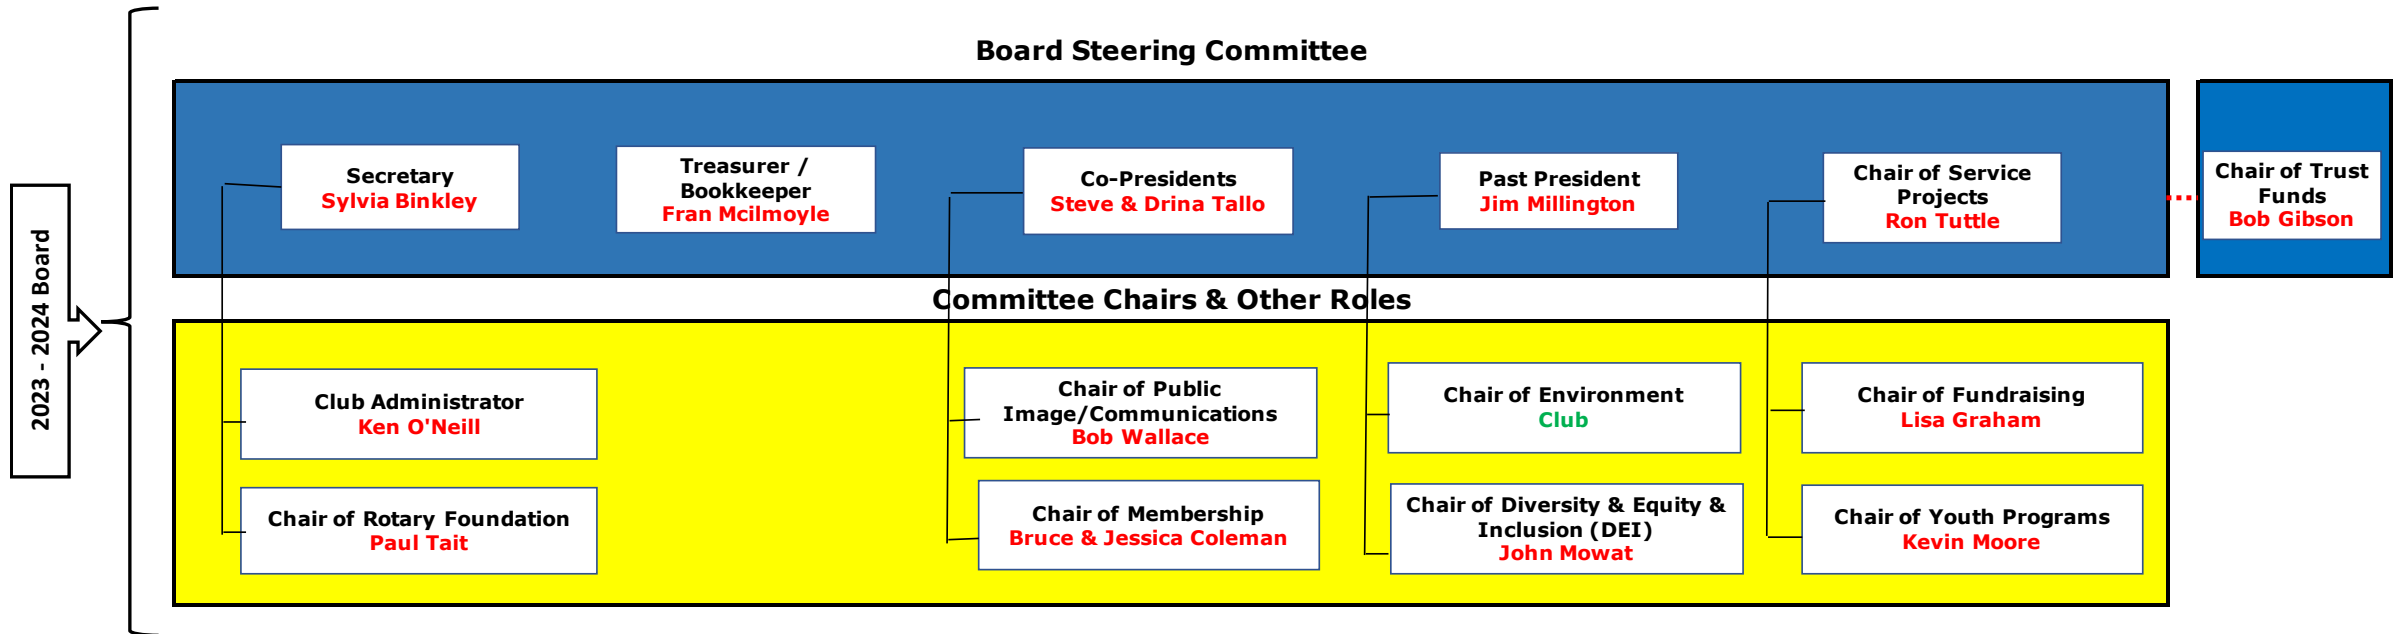 Board Steering Committee
2023 - 2024 Board
Secretary
Sylvia Binkley
Treasurer /
Bookkeeper
Fran Mcilmoyle
Co-Presidents
Steve & Drina Tallo
Past President
Jim Millington
Chair of Service
Projects
Ron Tuttle
Chair of Trust
Funds
Bob Gibson
Committee Chairs & Other Roles
Club Administrator
Ken O'Neill
Chair of Public
Image/Communications
Bob Wallace
Chair of Environment
Club
Chair of Fundraising
Lisa Graham
Chair of Rotary Foundation
Paul Tait
Chair of Membership
Bruce & Jessica Coleman
Chair of Diversity & Equity &
Inclusion (DEI)
John Mowat
Chair of Youth Programs
Kevin Moore